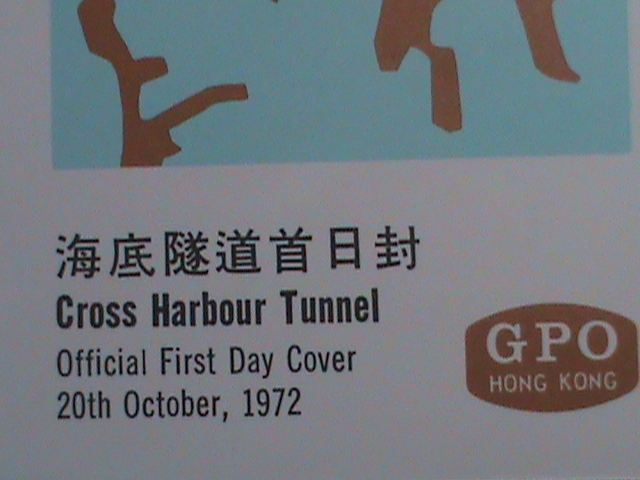 海底隧道首日封
Cross Harbour Tunnel
Official First Day Cover
20th October, 1972
GPO
HONG KONG